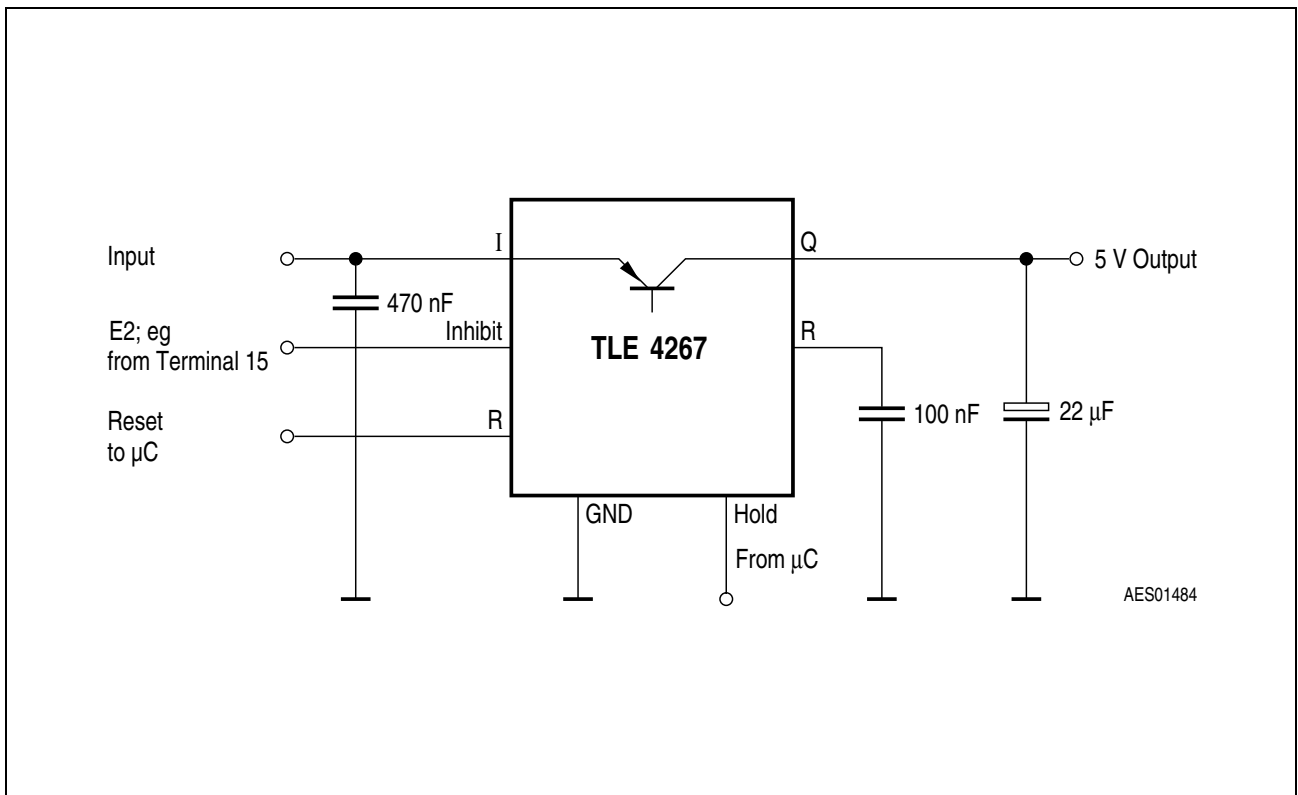 Input
I
Q
5 V Output
470 nF
E2; eg
from Terminal 15
Inhibit
TLE 4267
R
Reset
to µC
R
100 nF
22 µF
GND
Hold
From µC
AES01484